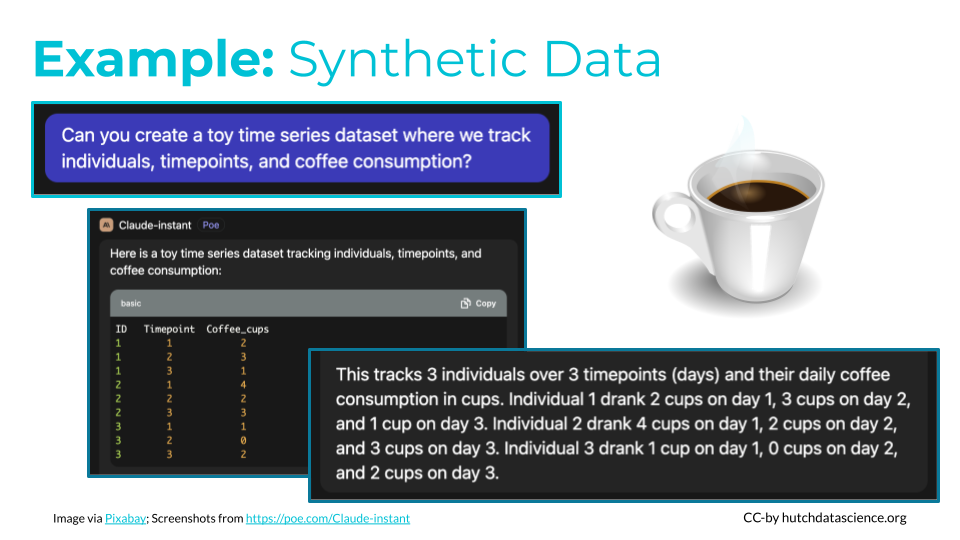 Example: Synthetic Data
Can you create a toy time series dataset where we track
individuals, timepoints, and coffee consumption?
Claude-instant Poe
Here is a toy time series dataset tracking individuals, timepoints, and
coffee consumption:
basic Copy
ID Timepoint Coffee_cups
1 1 2
1 2 3
1 3 1
2 1 4
2 2 2
2 3 3
3 1 1
3 2 0
3 3 2
This tracks 3 individuals over 3 timepoints (days) and their daily coffee
consumption in cups. Individual 1 drank 2 cups on day 1, 3 cups on day 2,
and 1 cup on day 3. Individual 2 drank 4 cups on day 1, 2 cups on day 2,
and 3 cups on day 3. Individual 3 drank 1 cup on day 1, 0 cups on day 2,
and 2 cups on day 3.
Image via Pixabay; Screenshots from https://poe.com/Claude-instant
CC-by hutchdatascience.org